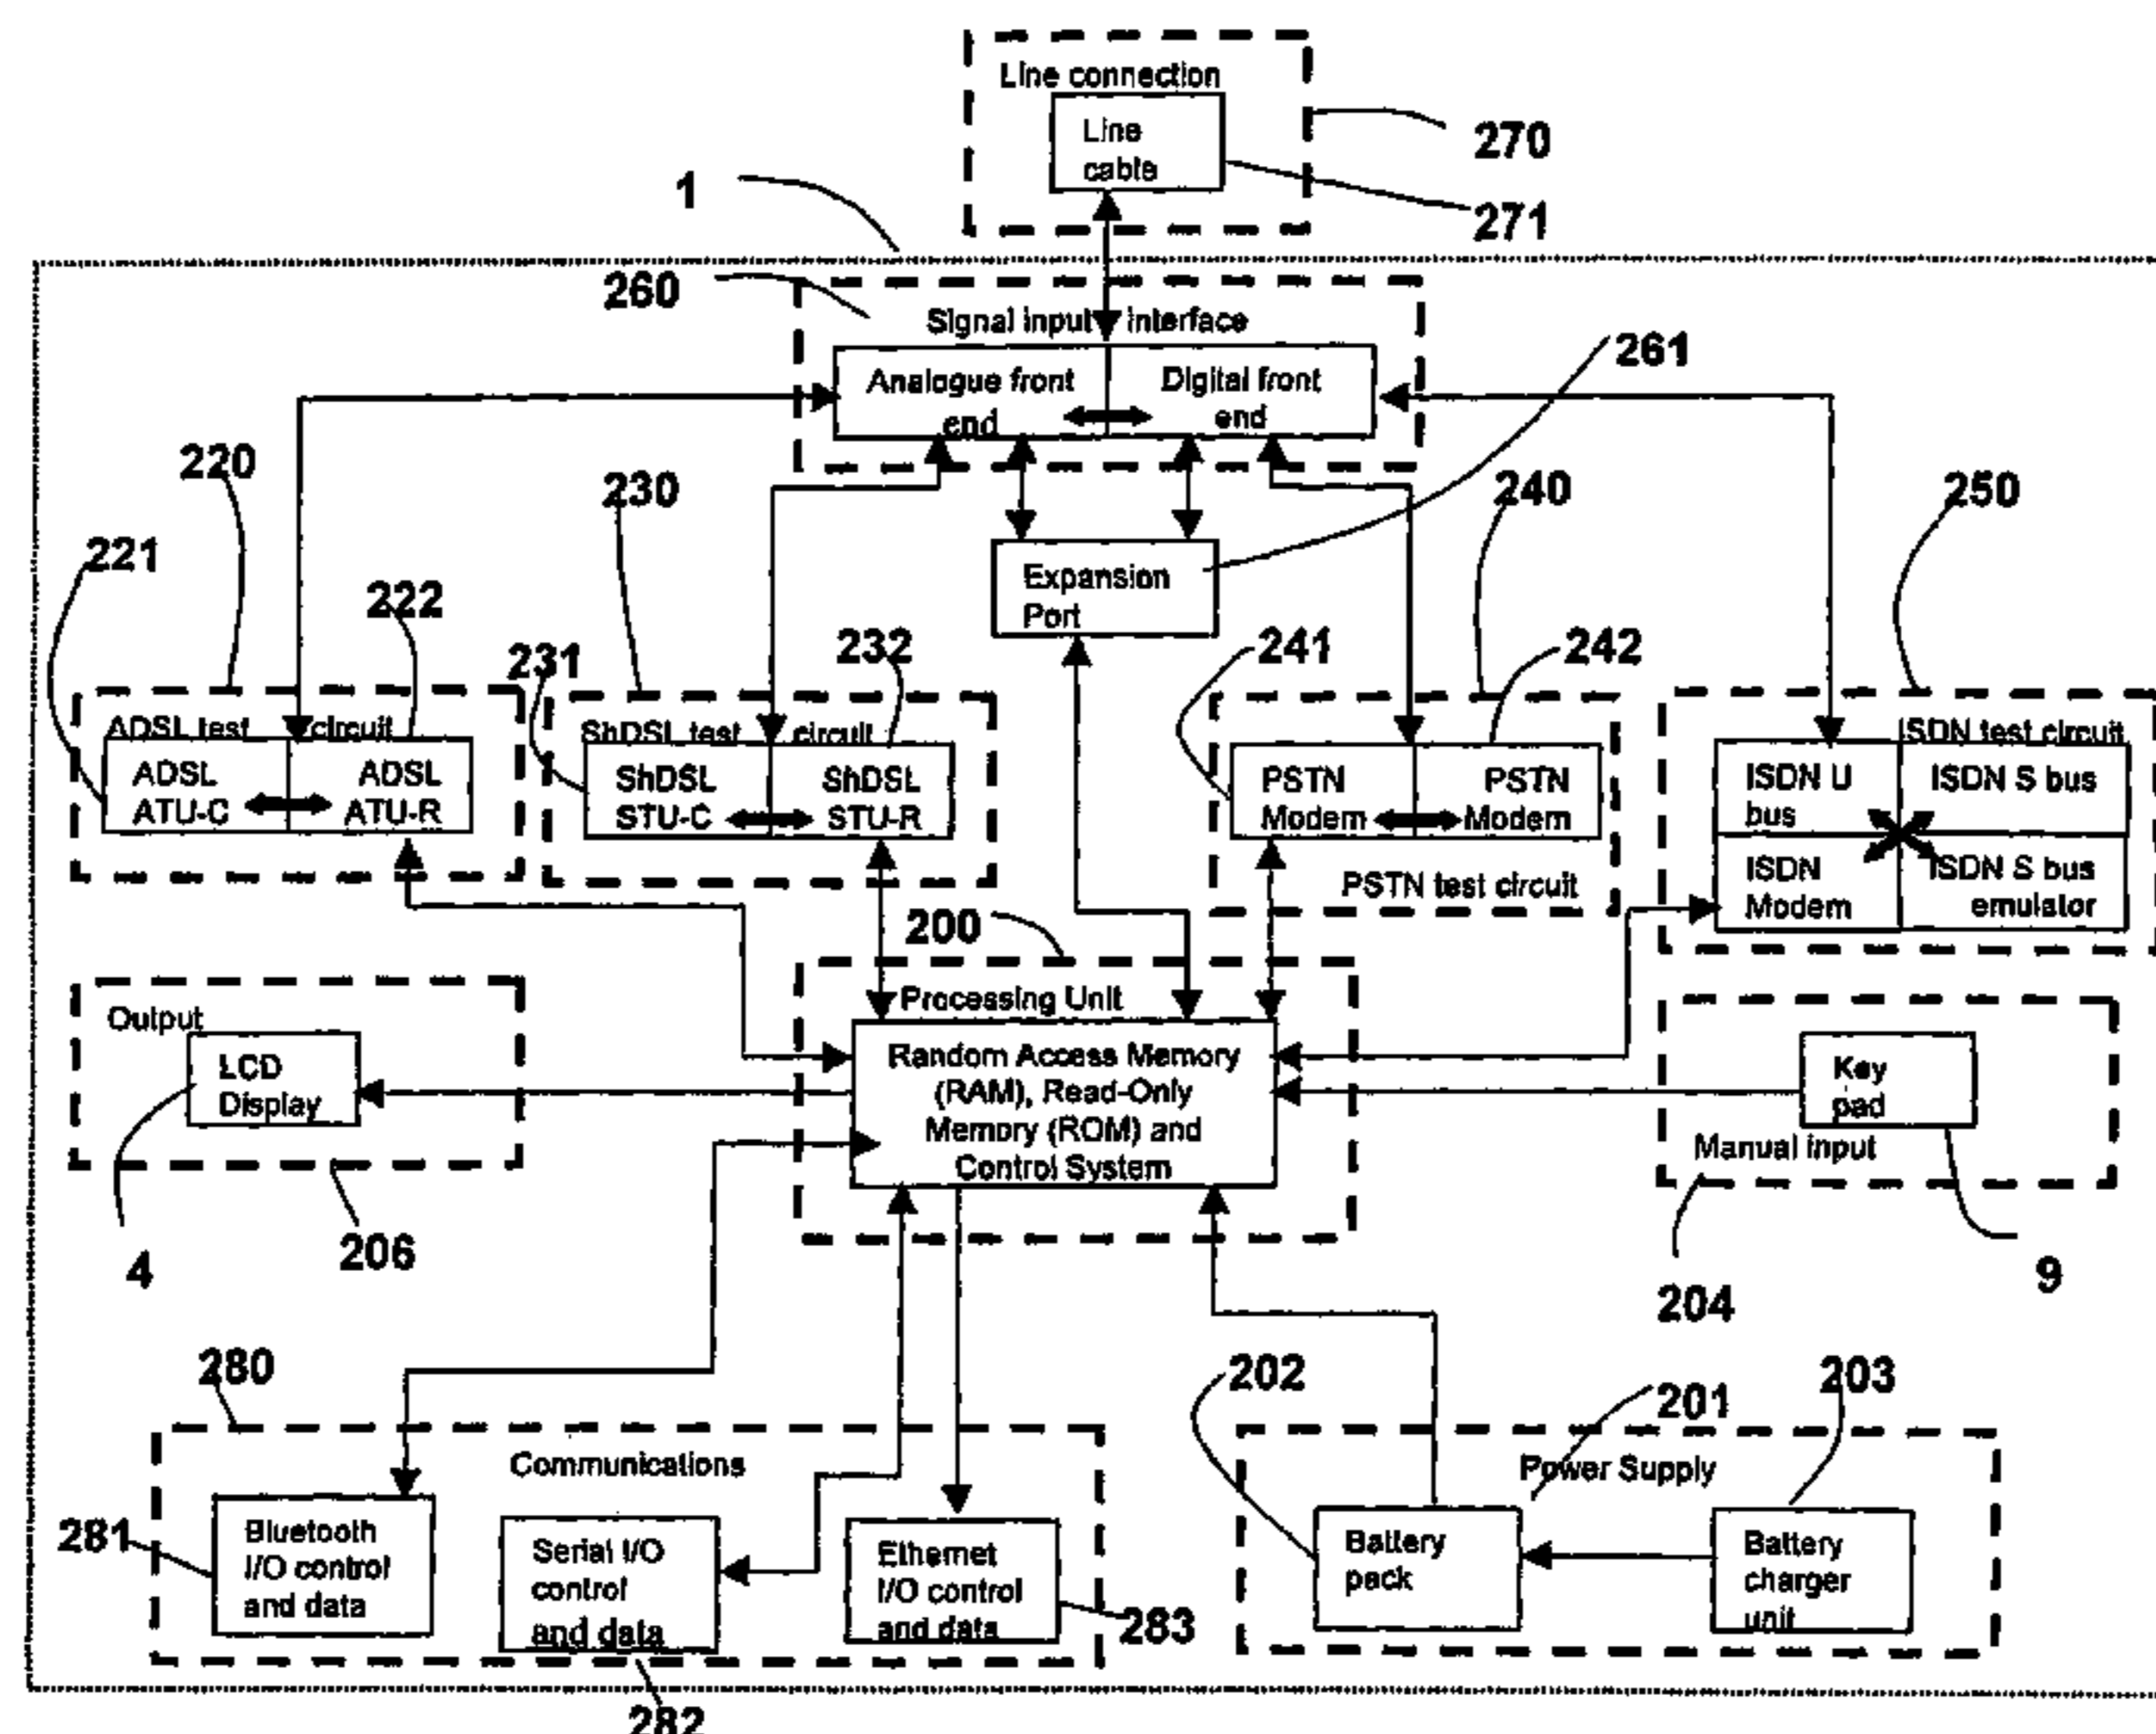 Line connection
Line
cable
270
271
1
260
Signal input interface
Analogue front
end
Digital front
end
261
220
230
240
250
221
222
Expansion
Port
231
232
241
242
ADSL test circuit
ADSL
ATU-C
ADSL
ATU-R
ShDSL test circuit
ShDSL
STU-C
ShDSL
STU-R
PSTN
Modem
PSTN
Modem
PSTN test circuit
ISDN test circuit
ISDN U
bus
ISDN S bus
ISDN
Modem
ISDN S bus
emulator
200
Processing Unit
Random Access Memory
(RAM), Read-Only
Memory (ROM) and
Control System
Output
LCD
Display
4
206
Key
pad
Manual input
204
9
280
Communications
281
Bluetooth
I/O control
and data
Serial I/O
control
and data
282
Ethernet
I/O control
and data
283
202
201
203
Power Supply
Battery
pack
Battery
charger
unit